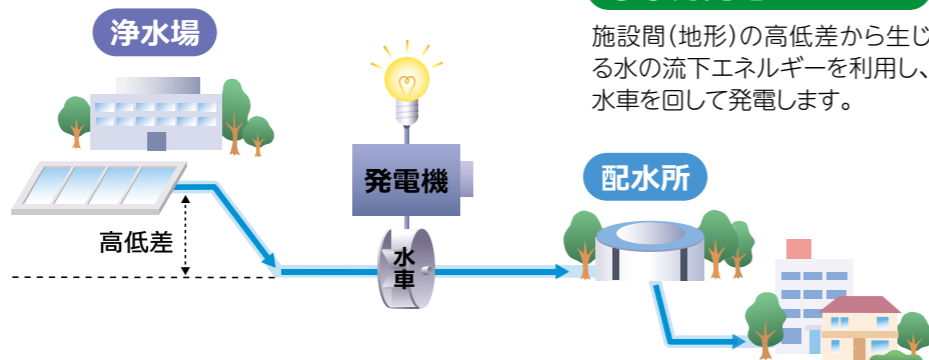 浄水場
施設間(地形)の高低差から生じ
る水の流下エネルギーを利用し、
水車を回して発電します。
発電機
配水所
高低差
水車